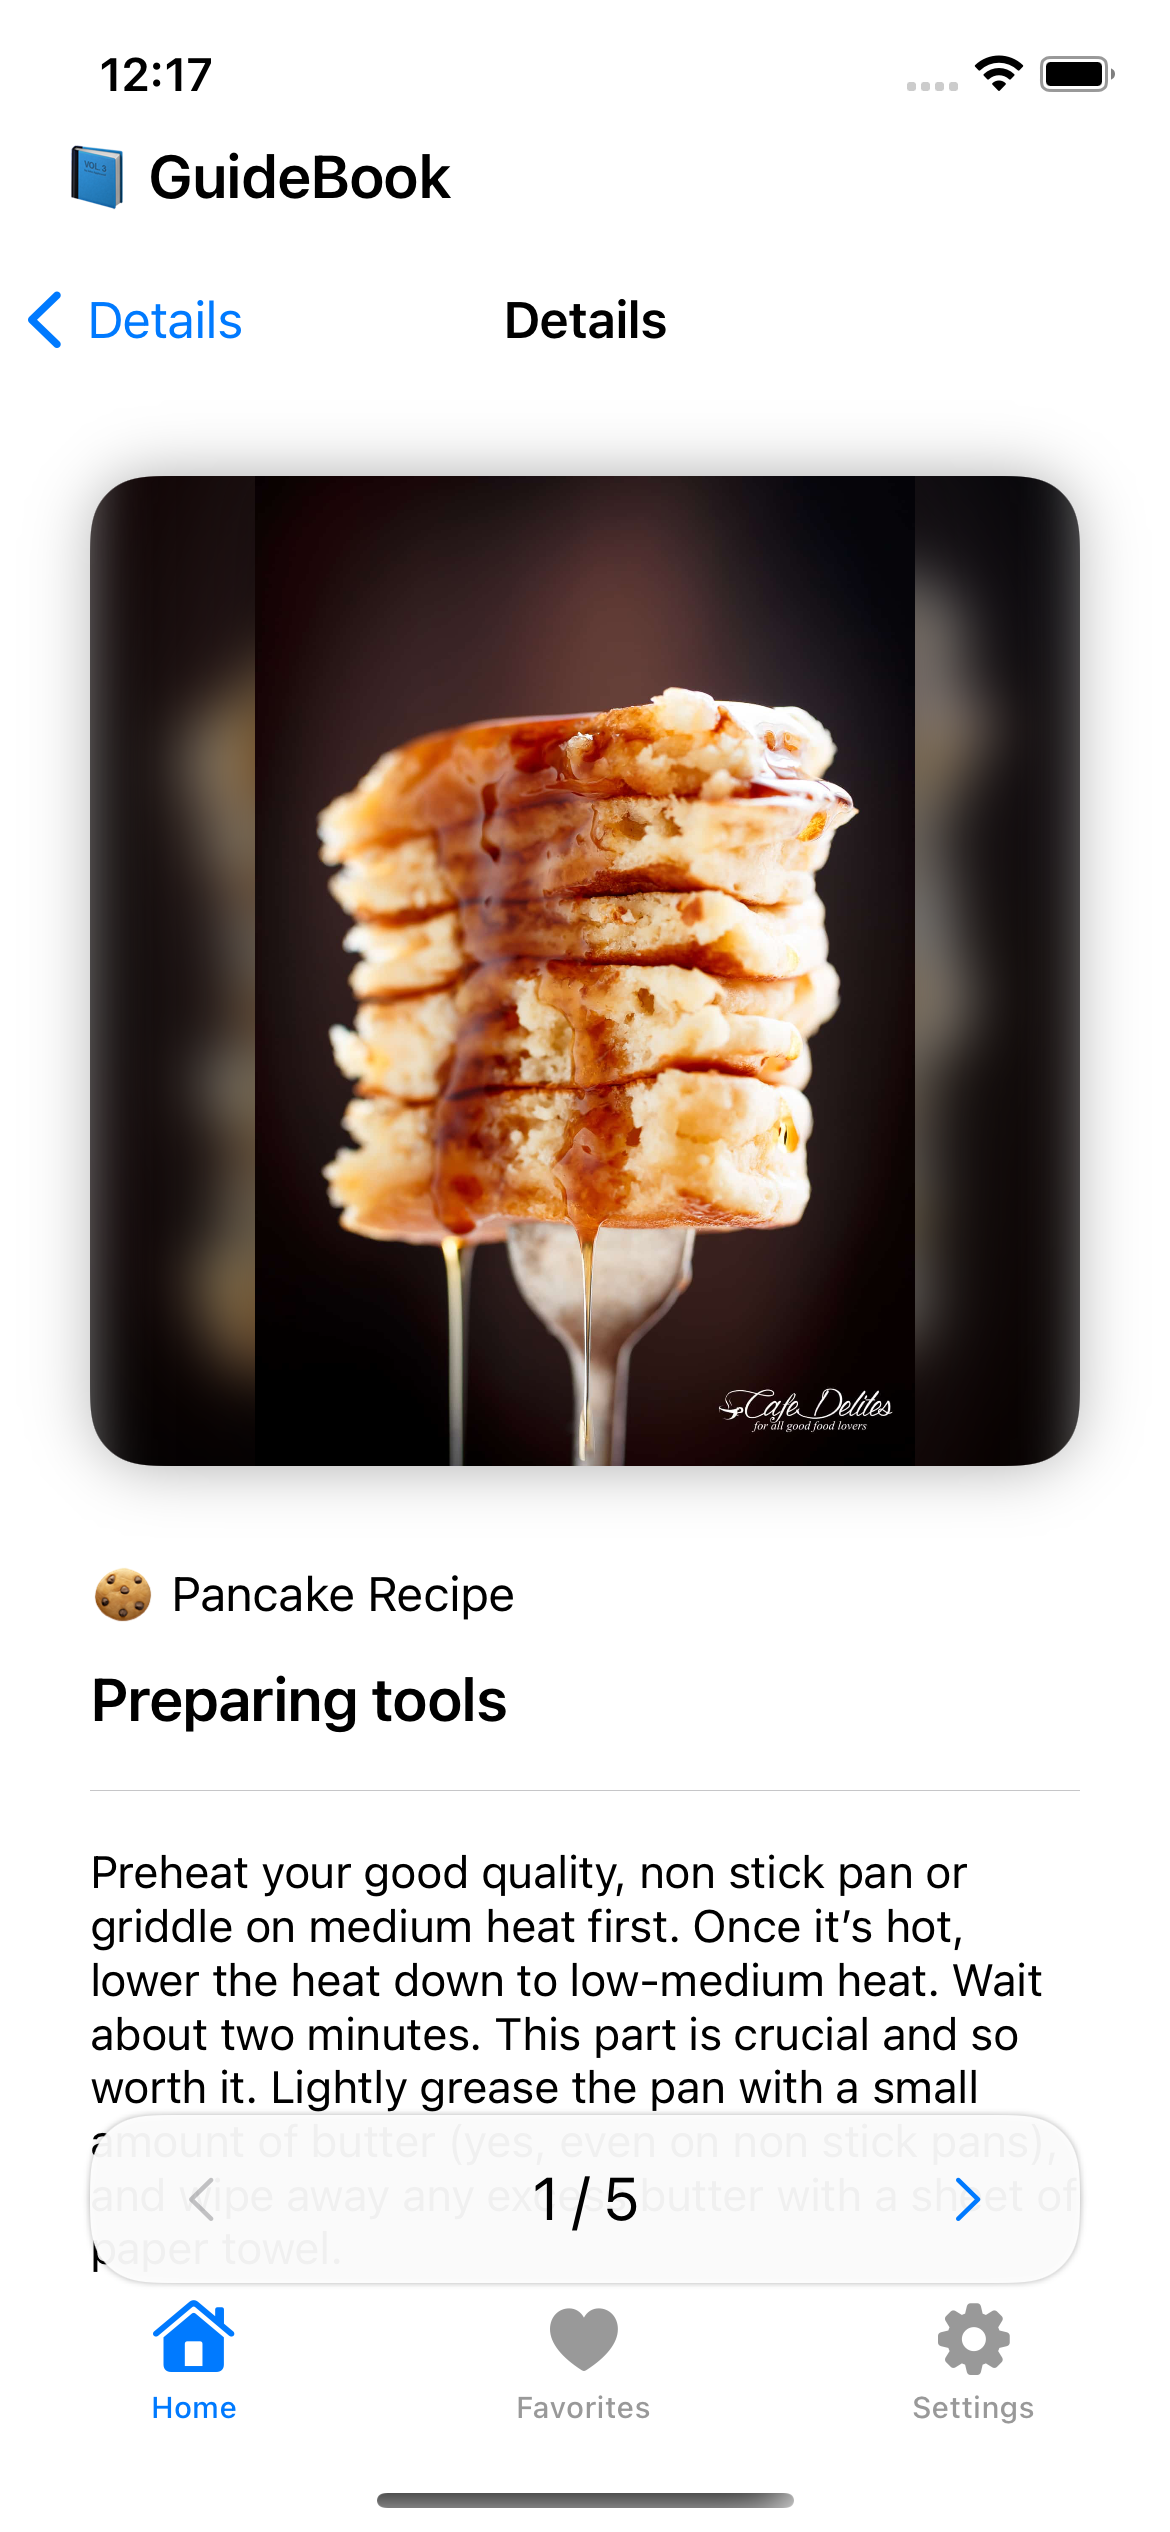 12:17
VOL. 3
GuideBook
Details
Details
Cafe Delites
for all good food lovers
Pancake Recipe
Preparing tools
Preheat your good quality, non stick pan or
griddle on medium heat first. Once it’s hot,
lower the heat down to low-medium heat. Wait
about two minutes. This part is crucial and so
worth it. Lightly grease the pan with a small
amount of butter (yes, even on non stick pans),
and wipe away any excess butter with a sheet of
paper towel.
1/5
Home
Favorites
Settings